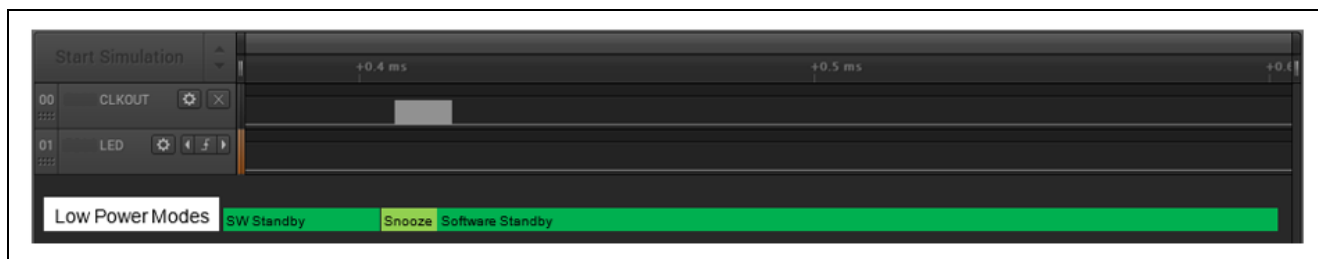 Start Simulation
+0.4 ms
+0.5 ms
00 CLKOUT
01 LED
Low Power Modes
SW Standby
Snooze
Software Standby